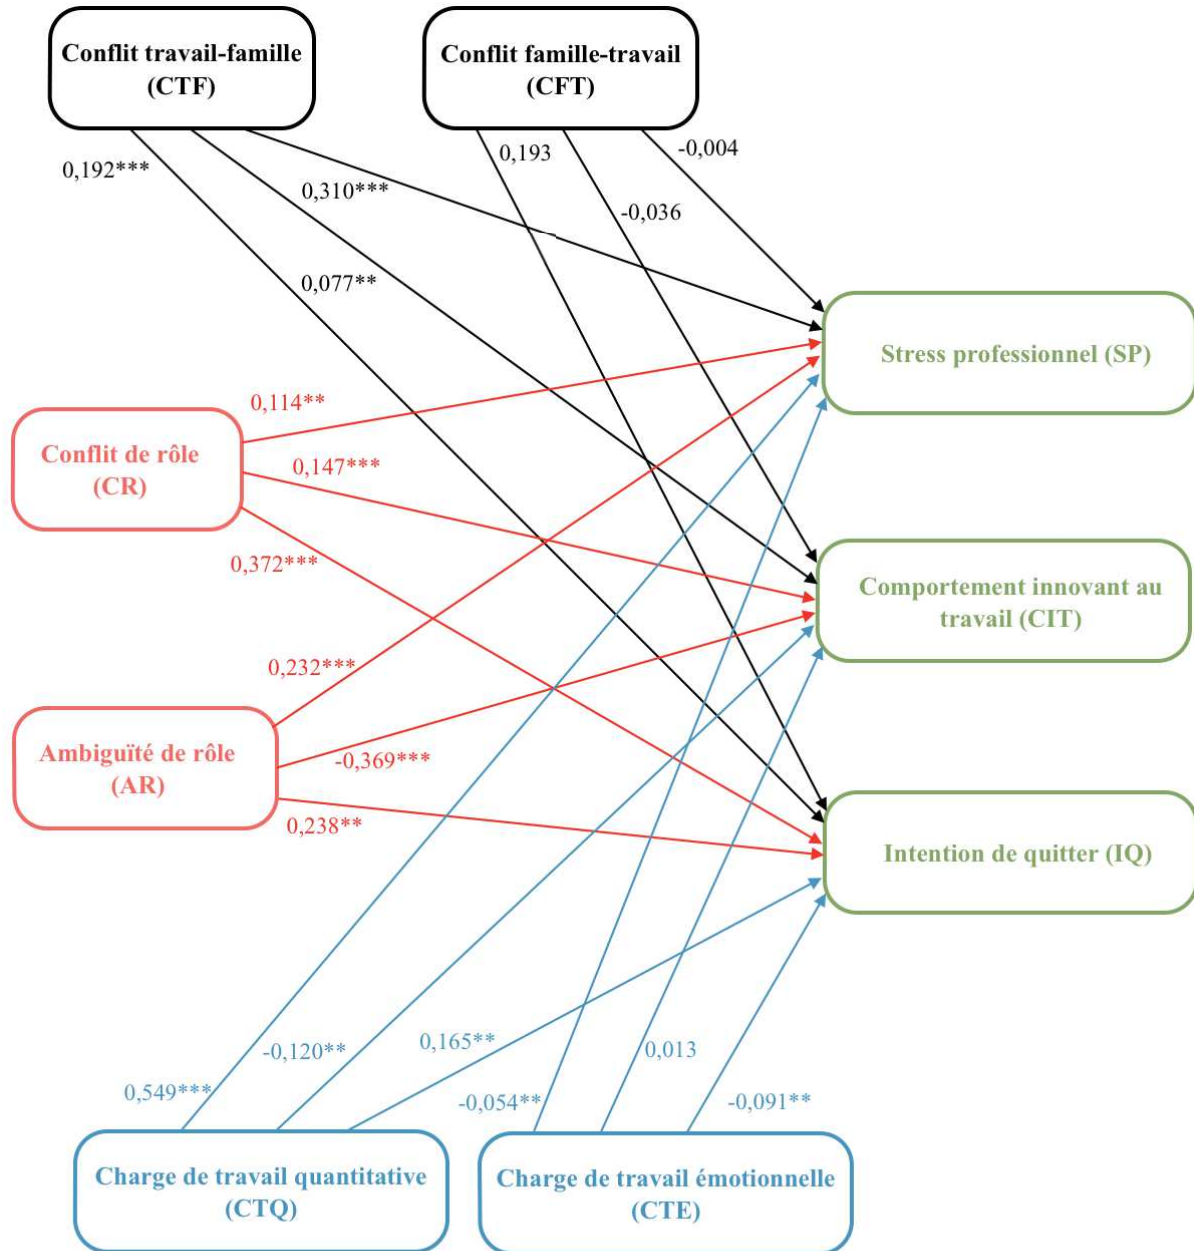 Conflit travail-famille
(CTF)
Conflit famille-travail
(CFT)
0,192***
0,310***
0,193
-0,004
-0,036
0,077**
Stress professionnel (SP)
0,114**
Conflit de rôle
(CR)
0,147***
0,372***
Comportement innovant au
travail (CIT)
0,232***
Ambiguïté de rôle
(AR)
-0,369***
0,238**
Intention de quitter (IQ)
-0,120**
0,165**
0,013
0,549***
-0,054**
-0,091**
Charge de travail quantitative
(CTQ)
Charge de travail émotionnelle
(CTE)